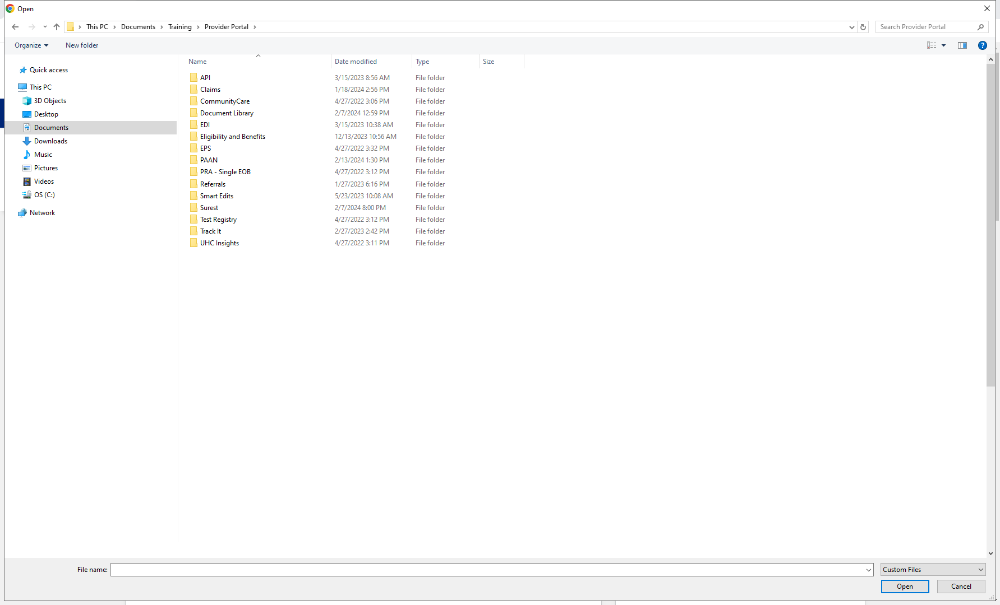 Open
This PC Documents Training Provider Portal
Search Provider Portal
Organize New folder
Name Date modified Type Size
Quick access
This PC
3D Objects
Desktop
Documents
Downloads
Music
Pictures
Videos
OS (C:)
Network
API 3/15/2023 8:56 AM File folder
Claims 1/18/2024 2:56 PM File folder
CommunityCare 4/27/2022 3:06 PM File folder
Document Library 2/7/2024 12:59 PM File folder
EDI 3/15/2023 10:38 AM File folder
Eligibility and Benefits 12/13/2023 10:56 AM File folder
EPS 4/27/2022 3:32 PM File folder
PAAN 2/13/2024 1:30 PM File folder
PRA - Single EOB 4/27/2022 3:12 PM File folder
Referrals 1/27/2023 6:16 PM File folder
Smart Edits 5/23/2023 10:08 AM File folder
Surest 2/7/2024 8:00 PM File folder
Test Registry 4/27/2022 3:12 PM File folder
Track It 2/27/2023 2:42 PM File folder
UHC Insights 4/27/2022 3:11 PM File folder
File name:
Custom Files
Open Cancel